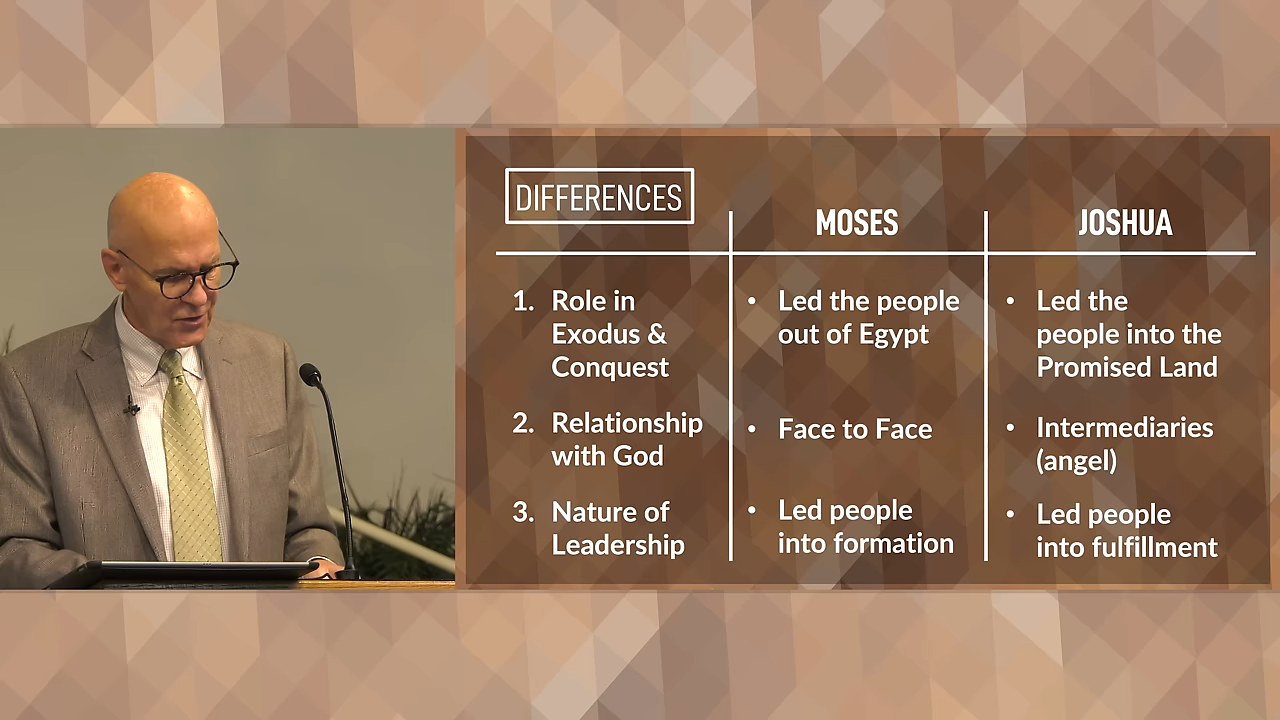 DIFFERENCES
MOSES
JOSHUA
1. Role in
Exodus &
Conquest
• Led the people
out of Egypt
• Led the
people into the
Promised Land
2. Relationship
with God
• Face to Face
• Intermediaries
(angel)
3. Nature of
Leadership
• Led people
into formation
• Led people
into fulfillment